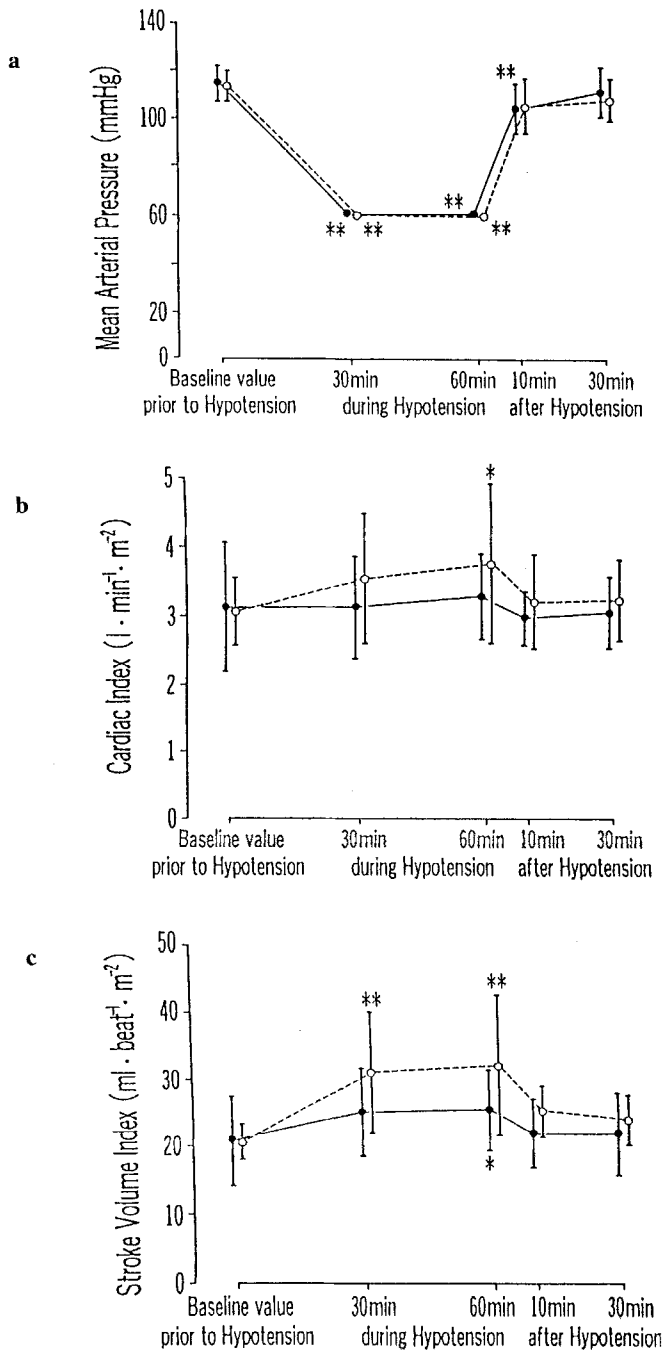 a
Mean Arterial Pressure (mmHg)
140
100
60
20
0
**
**
**
**
**
Baseline value
prior to Hypotension
30min
60min
during Hypotension
10min
30min
after Hypotension
b
Cardiac Index (l · min⁻¹ · m⁻²)
5
4
3
2
1
0
*
Baseline value
prior to Hypotension
30min
60min
during Hypotension
10min
30min
after Hypotension
c
Stroke Volume Index (ml · beat⁻¹ · m⁻²)
50
40
30
20
10
0
**
**
*
Baseline value
prior to Hypotension
30min
60min
during Hypotension
10min
30min
after Hypotension